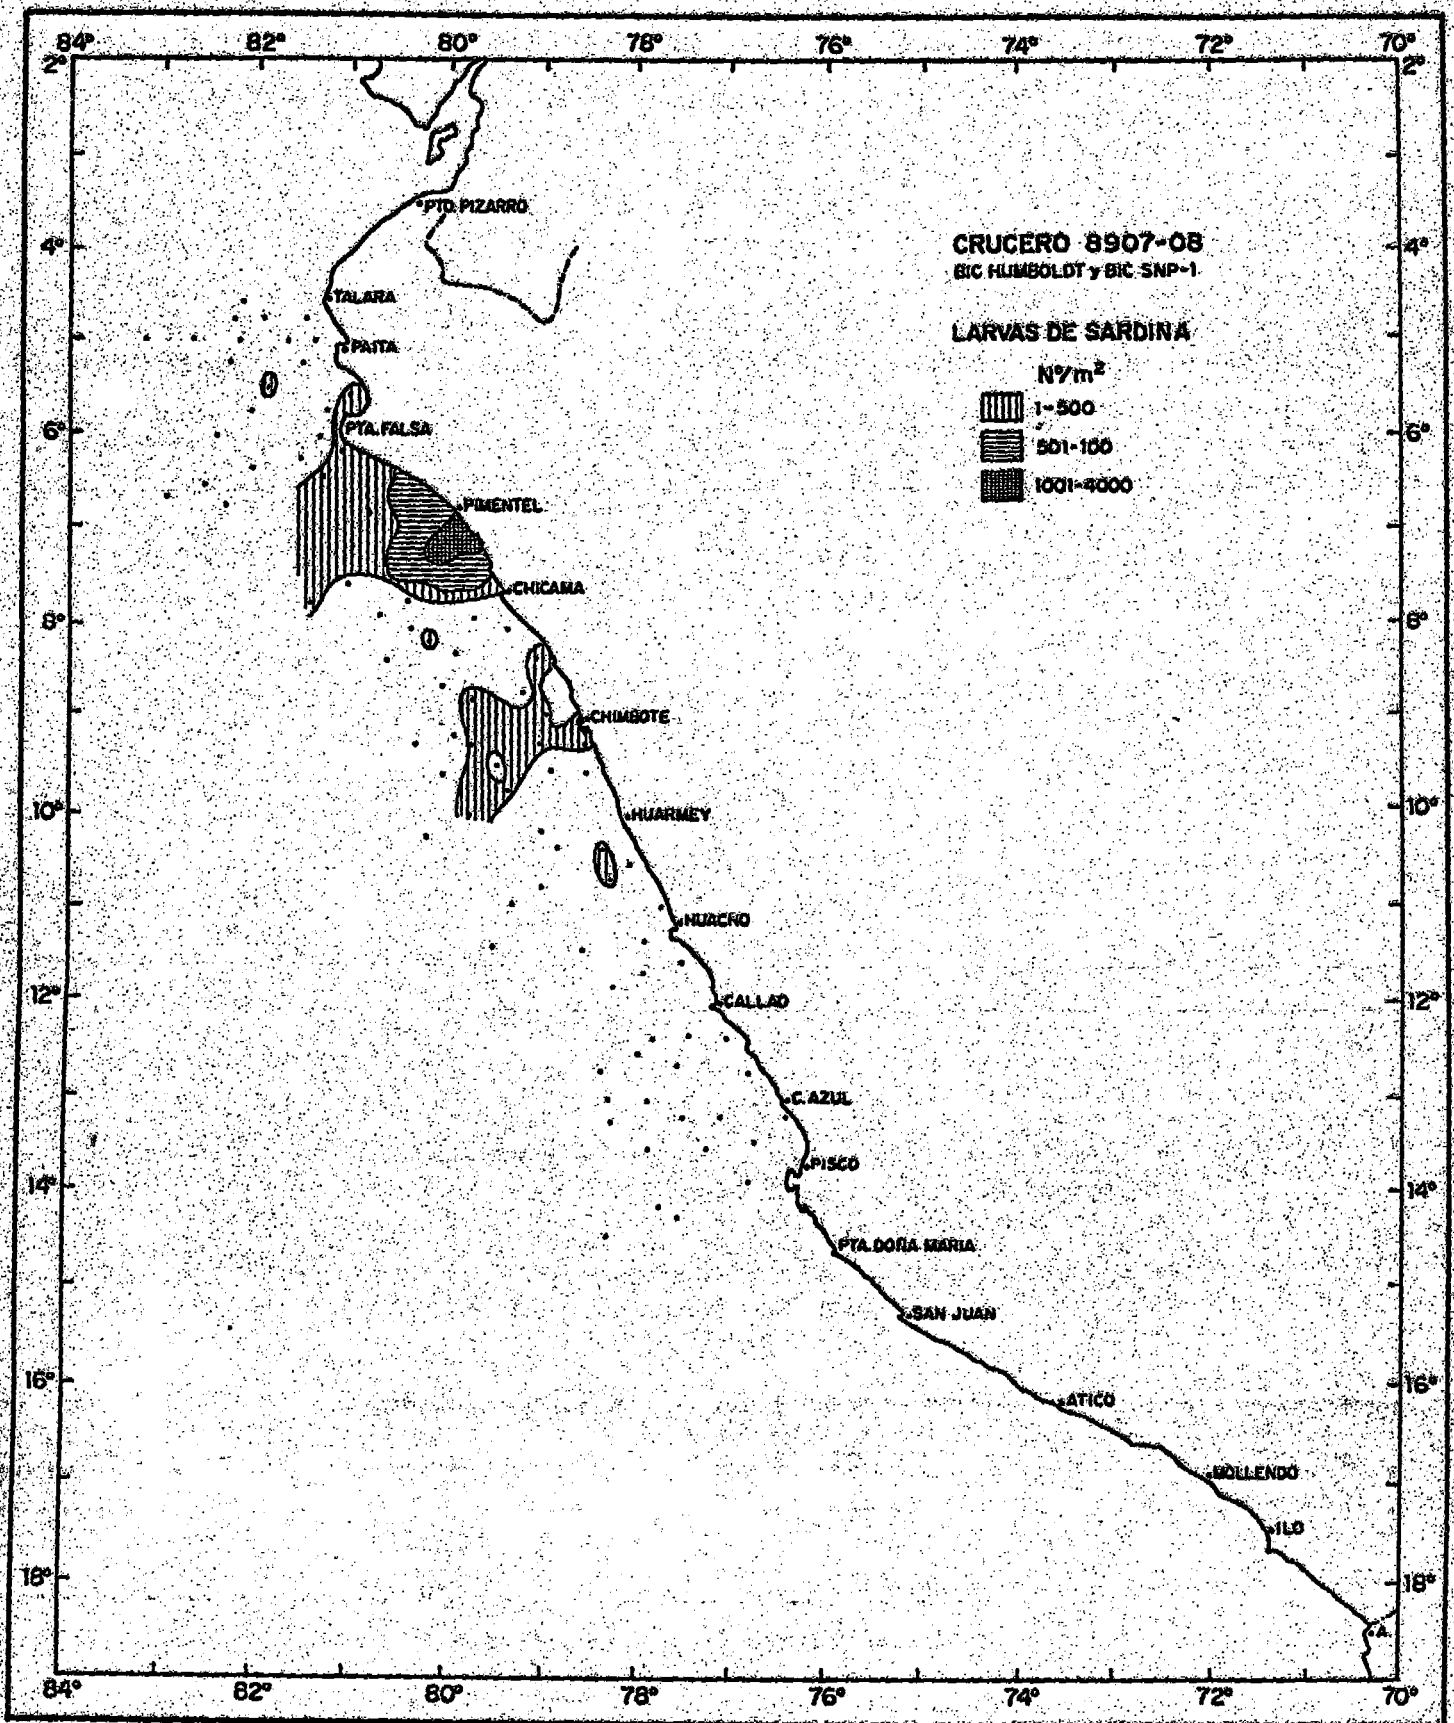 84° 82° 80° 78° 76° 74° 72° 70°
2° 2°
PTO. PIZARRO
CRUCERO 8907-08
4° 4°
BIC HUMBOLDT y BIC SNP-1
TALARA
LARVAS DE SARDINA
PAITA
N°/m²
1-500
PTA. FALSA
6° 6°
501-100
1001-4000
PIMENTEL
CHICAMA
8° 8°
CHIMBOTE
10° 10°
HUARMEY
HUACHO
12° 12°
CALLAO
C. AZUL
PISCO
14° 14°
PTA. DOÑA MARIA
SAN JUAN
16° 16°
ATICO
MOLLENDO
ILO
18° 18°
A.
84° 82° 80° 78° 76° 74° 72° 70°